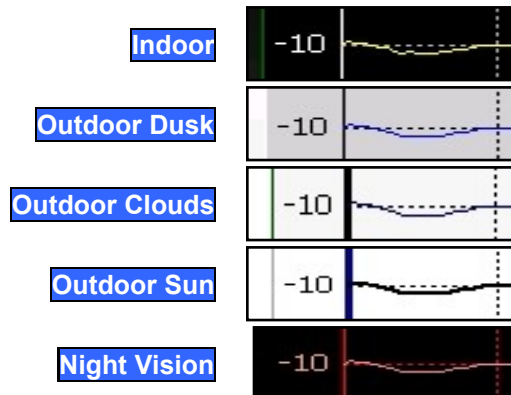 Indoor -10
Outdoor Dusk -10
Outdoor Clouds -10
Outdoor Sun -10
Night Vision -10